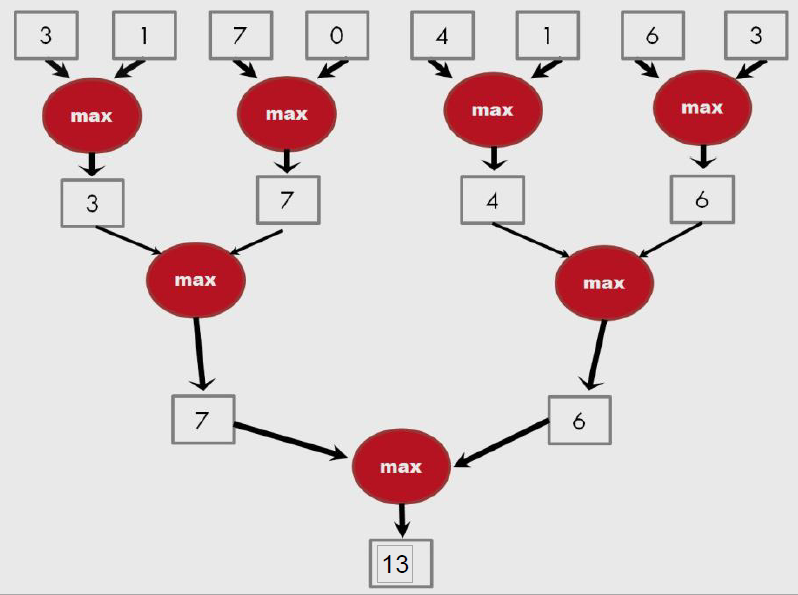 3 1 7 0 4 1 6 3
max max max max
3 7 4 6
max max
7 6
max
13